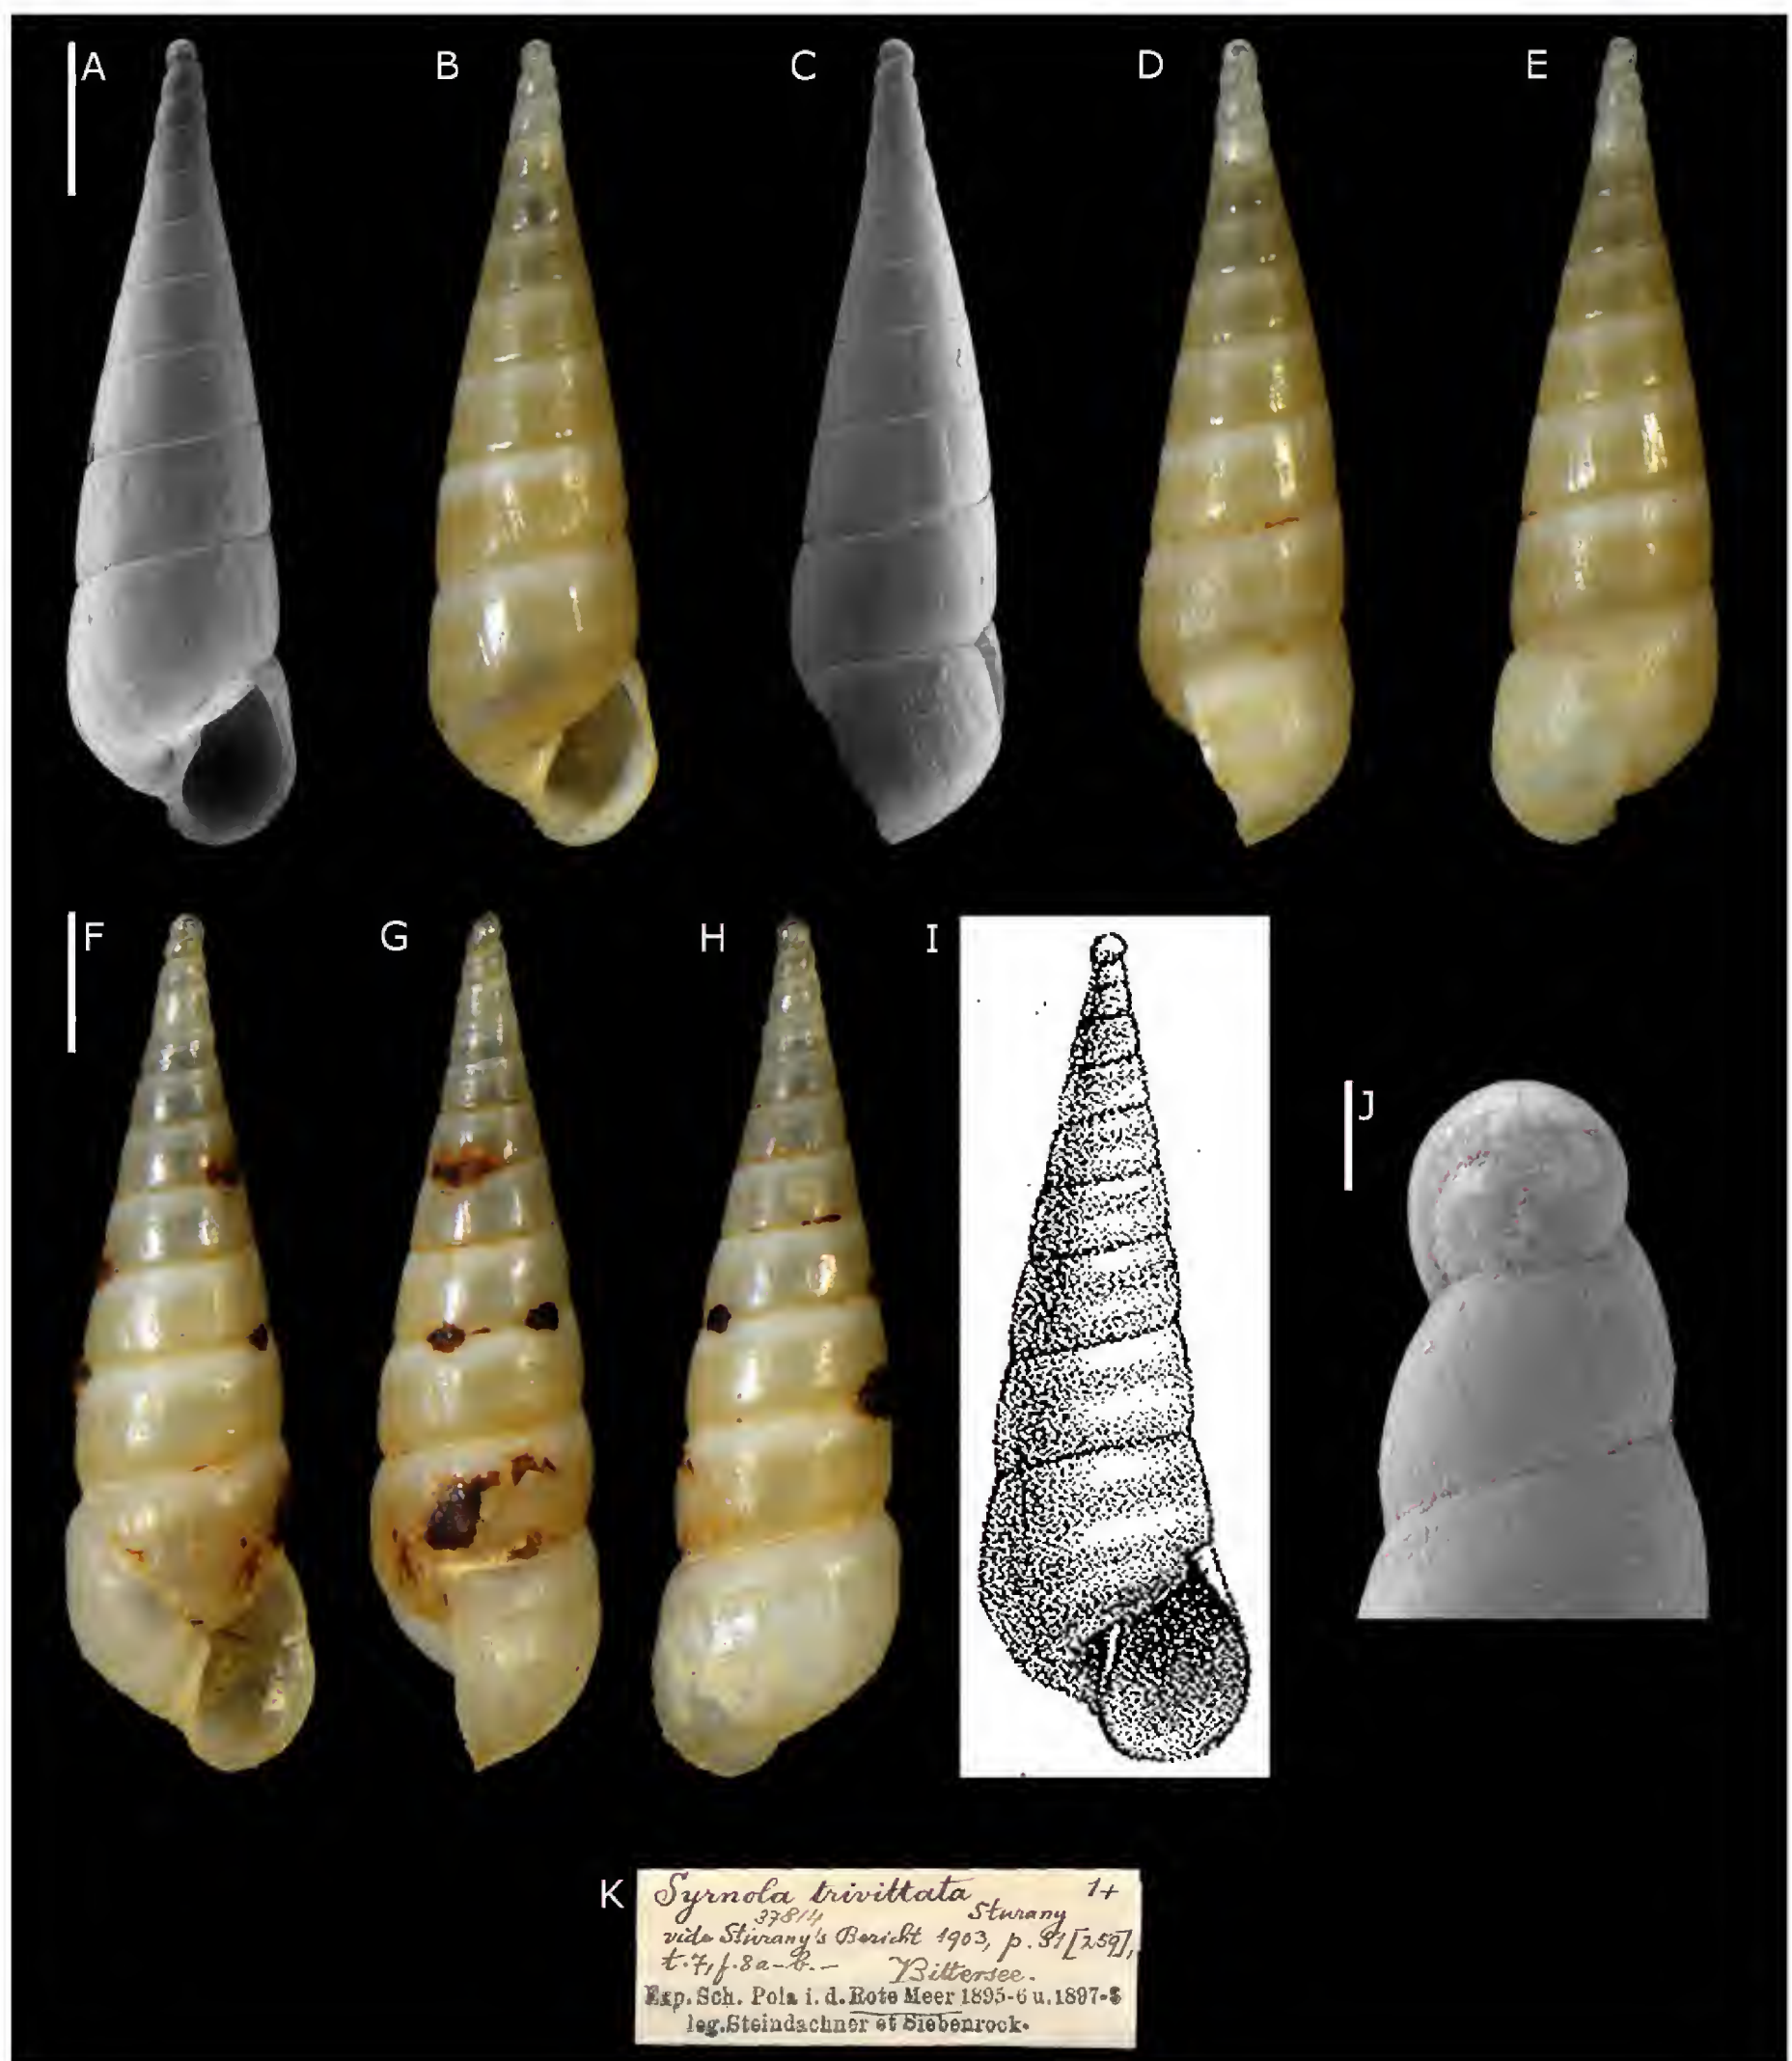 A
B
C
D
E
F
G
H
I
J
K
Syrnola trivittata 1+
37814 Sturany
vide Sturany's Bericht 1903, p. 31 [259],
t. 7, f. 8a-b. — Bittersee.
Exp. Sch. Pola i. d. Rote Meer 1895-6 u. 1897-8
leg. Steindachner et Siebenrock.